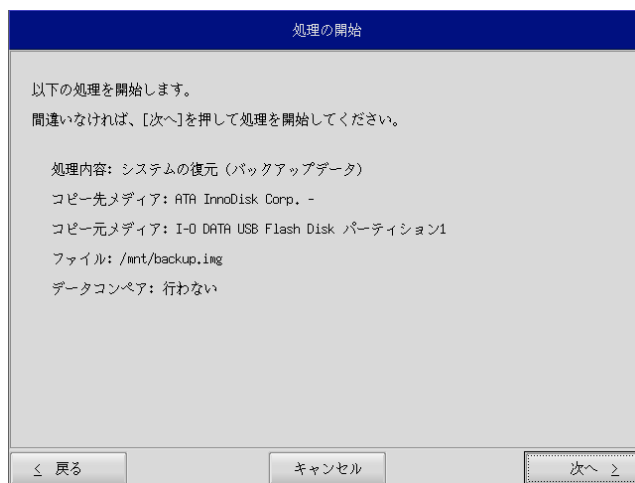 処理の開始
以下の処理を開始します。
間違いなければ、[次へ]を押して処理を開始してください。
処理内容: システムの復元（バックアップデータ）
コピー先メディア: ATA InnoDisk Corp. -
コピー元メディア: I-O DATA USB Flash Disk パーティション1
ファイル: /mnt/backup.img
データコンペア: 行わない
< 戻る
キャンセル
次へ >